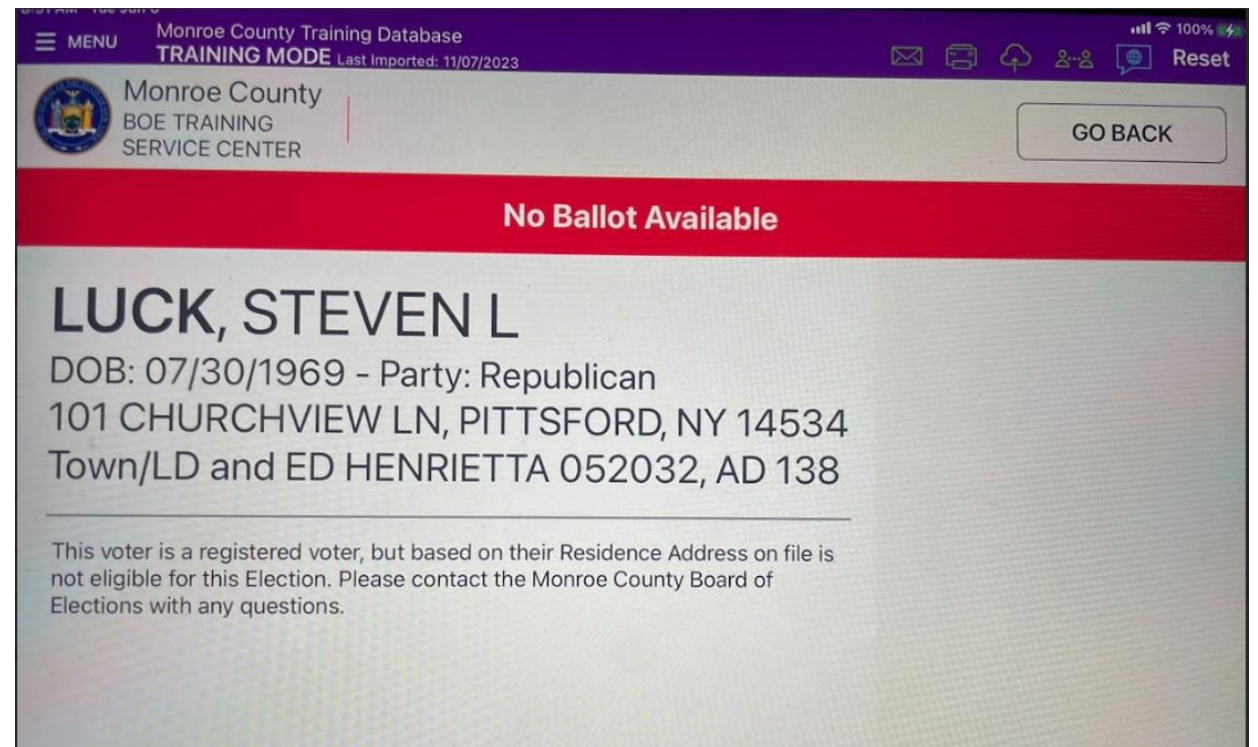 MENU
Monroe County Training Database
TRAINING MODE Last Imported: 11/07/2023
100%
Reset
Monroe County
BOE TRAINING
SERVICE CENTER
GO BACK
No Ballot Available
LUCK, STEVEN L
DOB: 07/30/1969 - Party: Republican
101 CHURCHVIEW LN, PITTSFORD, NY 14534
Town/LD and ED HENRIETTA 052032, AD 138
This voter is a registered voter, but based on their Residence Address on file is
not eligible for this Election. Please contact the Monroe County Board of
Elections with any questions.